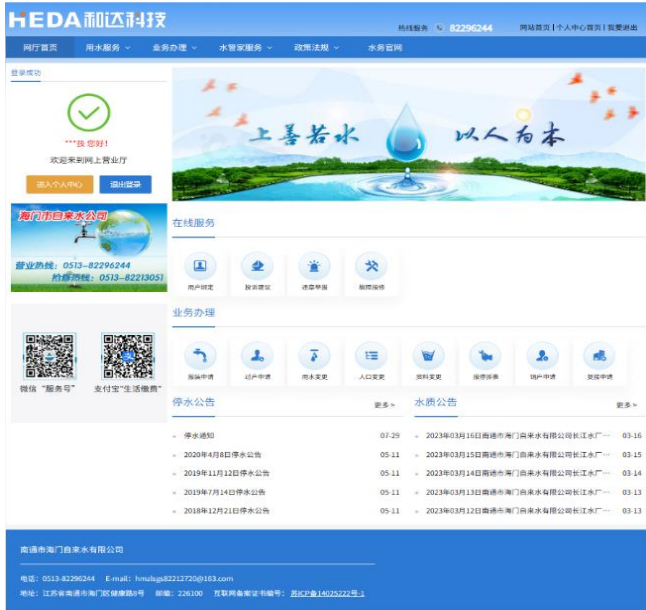 HEDA和达科技
热线服务 82296244 网站首页 | 个人中心首页 | 我要退出
网厅首页 用水服务 业务办理 水管家服务 政策法规 水务官网
登录成功
***技 您好！
欢迎来到网上营业厅
进入个人中心 退出登录
上善若水 以人为本
海门市自来水公司
营业热线：0513-82296244
抢修热线：0513-82213051
微信“服务号” 支付宝“生活缴费”
在线服务
用户绑定 投诉建议 违章举报 故障报修
业务办理
报装申请 过户申请 用水变更 人口变更 资料变更 报停拆表 销户申请
停水公告 更多>
停水通知 07-29
2020年4月8日停水公告 05-11
2019年11月12日停水公告 05-11
2019年7月14日停水公告 05-11
2018年12月21日停水公告 05-11
水质公告 更多>
2023年03月16日南通市海门自来水有限公司长江水厂… 03-16
2023年03月15日南通市海门自来水有限公司长江水厂… 03-15
2023年03月14日南通市海门自来水有限公司长江水厂… 03-14
2023年03月13日南通市海门自来水有限公司长江水厂… 03-13
2023年03月12日南通市海门自来水有限公司长江水厂… 03-13
南通市海门自来水有限公司
电话：0513-82296244 E-mail：hmzlsgs82212720@163.com
地址：江苏省南通市海门区健康路8号 邮编：226100 互联网备案证书编号：苏ICP备14025222号-1